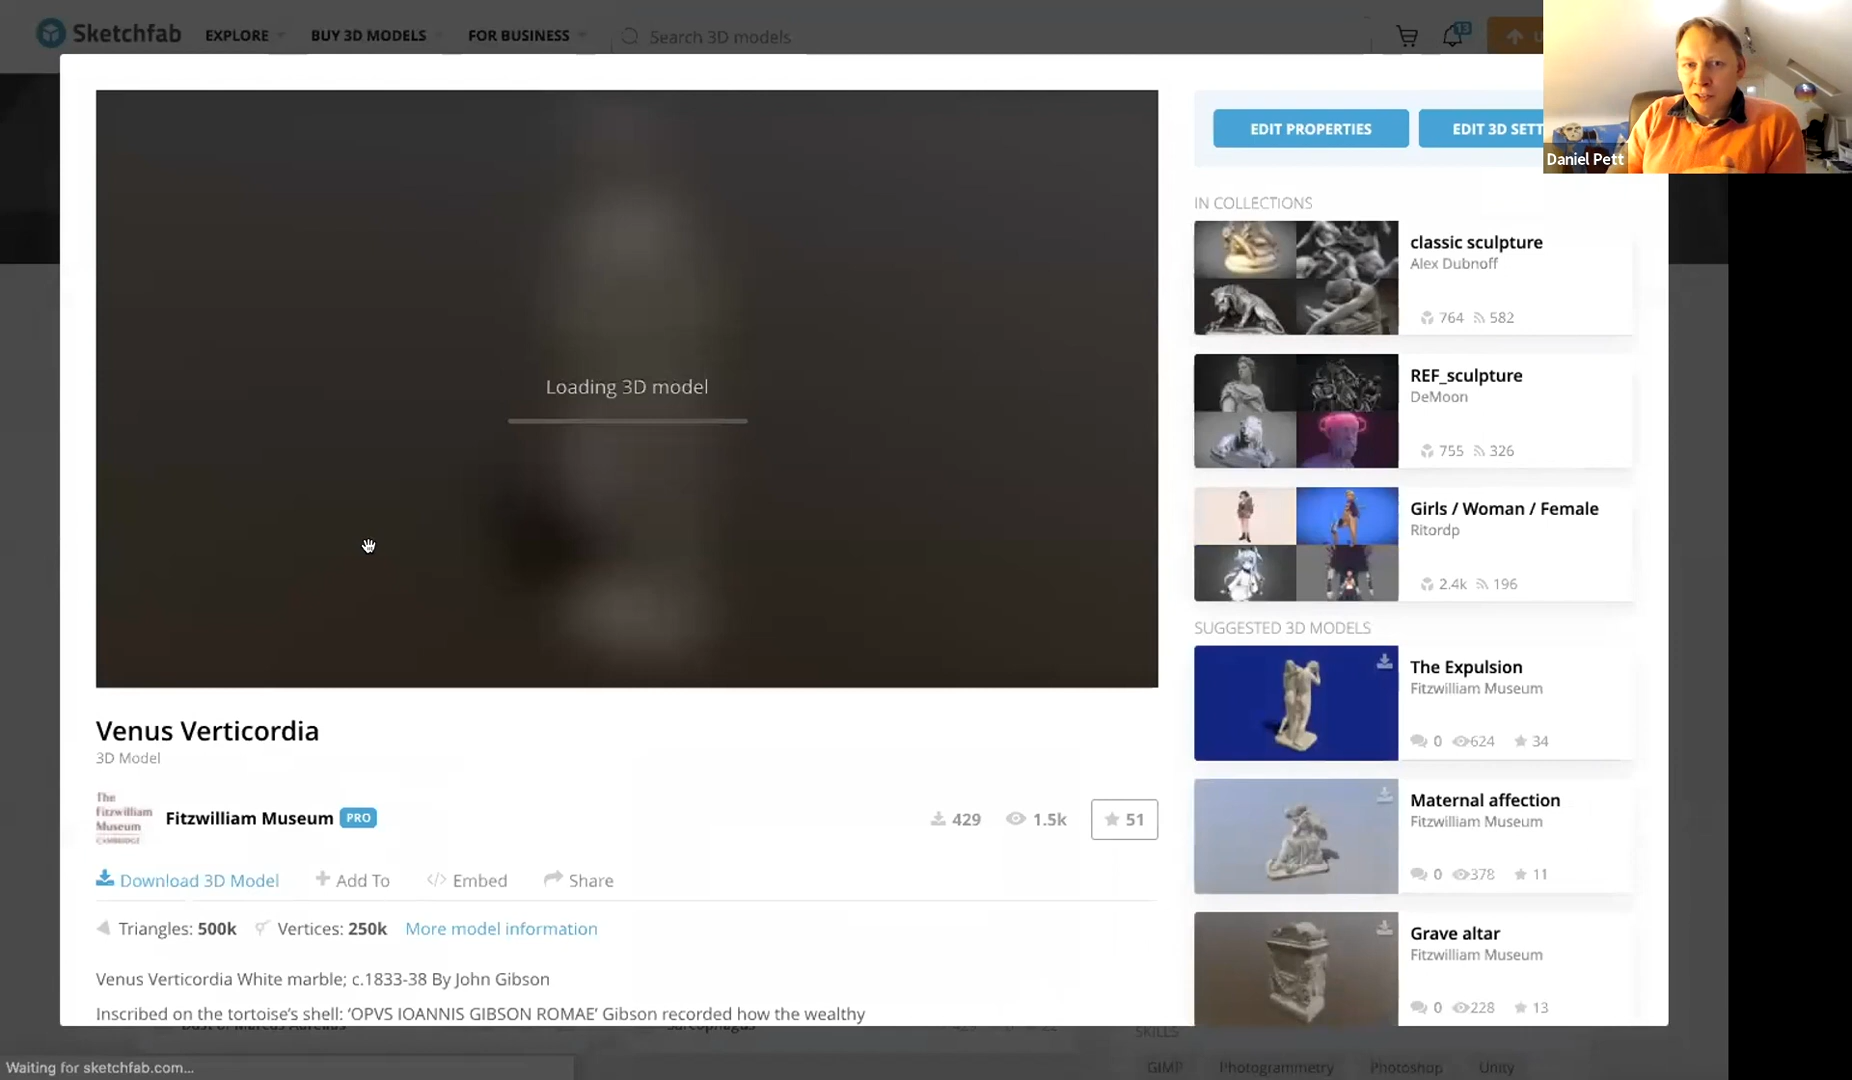 Sketchfab
EXPLORE
BUY 3D MODELS
FOR BUSINESS
Search 3D models
13
U
Daniel Pett
EDIT PROPERTIES
EDIT 3D SETT
Loading 3D model
IN COLLECTIONS
classic sculpture
Alex Dubnoff
764 582
REF_sculpture
DeMoon
755 326
Girls / Woman / Female
Ritordp
2.4k 196
SUGGESTED 3D MODELS
The Expulsion
Fitzwilliam Museum
0 624 34
Maternal affection
Fitzwilliam Museum
0 378 11
Grave altar
Fitzwilliam Museum
0 228 13
Venus Verticordia
3D Model
The
Fitzwilliam
Museum
CAMBRIDGE
Fitzwilliam Museum PRO
429 1.5k 51
Download 3D Model
Add To
Embed
Share
Triangles: 500k
Vertices: 250k
More model information
Venus Verticordia White marble; c.1833-38 By John Gibson
Inscribed on the tortoise's shell: ‘OPVS IOANNIS GIBSON ROMAE’ Gibson recorded how the wealthy
SKILLS
GIMP Photogrammetry Photoshop Unity
Waiting for sketchfab.com...